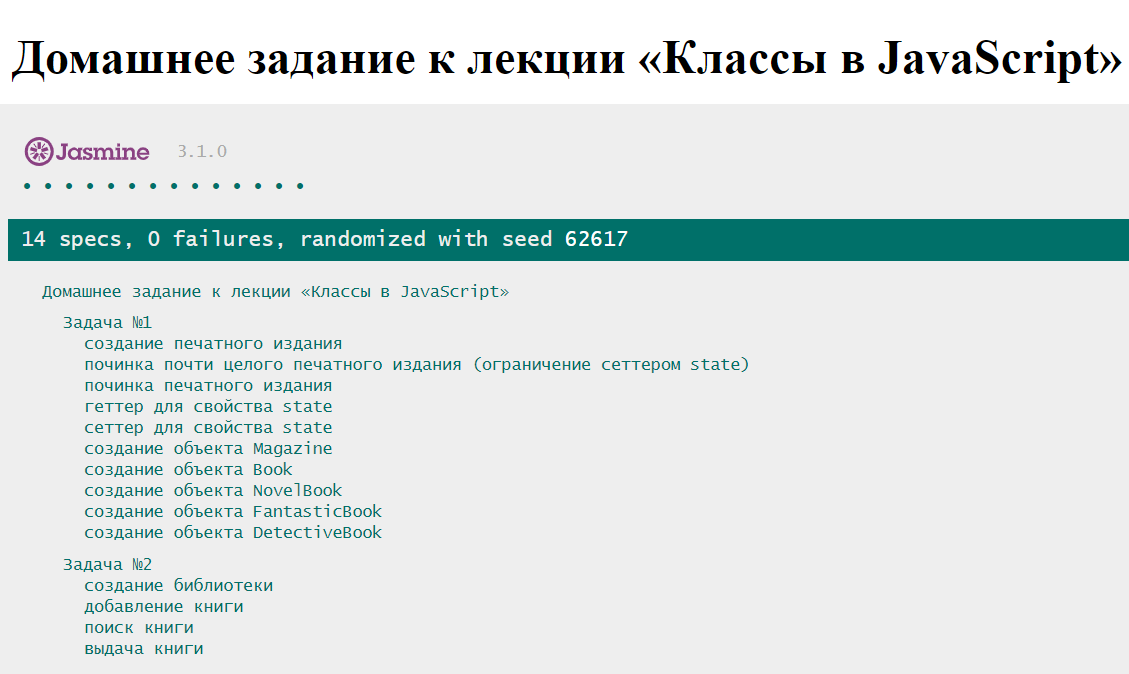 Домашнее задание к лекции «Классы в JavaScript»
Jasmine 3.1.0
14 specs, 0 failures, randomized with seed 62617
Домашнее задание к лекции «Классы в JavaScript»
Задача №1
создание печатного издания
починка почти целого печатного издания (ограничение сеттером state)
починка печатного издания
геттер для свойства state
сеттер для свойства state
создание объекта Magazine
создание объекта Book
создание объекта NovelBook
создание объекта FantasticBook
создание объекта DetectiveBook
Задача №2
создание библиотеки
добавление книги
поиск книги
выдача книги